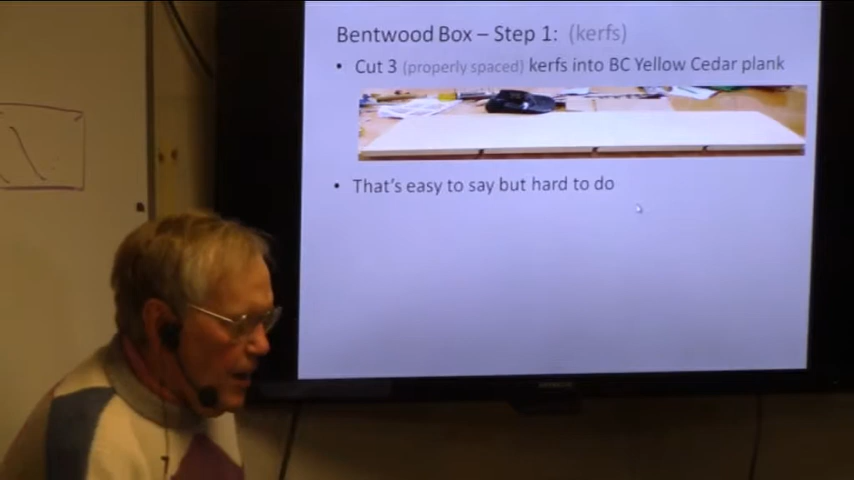 Bentwood Box – Step 1: (kerfs)
• Cut 3 (properly spaced) kerfs into BC Yellow Cedar plank
• That's easy to say but hard to do